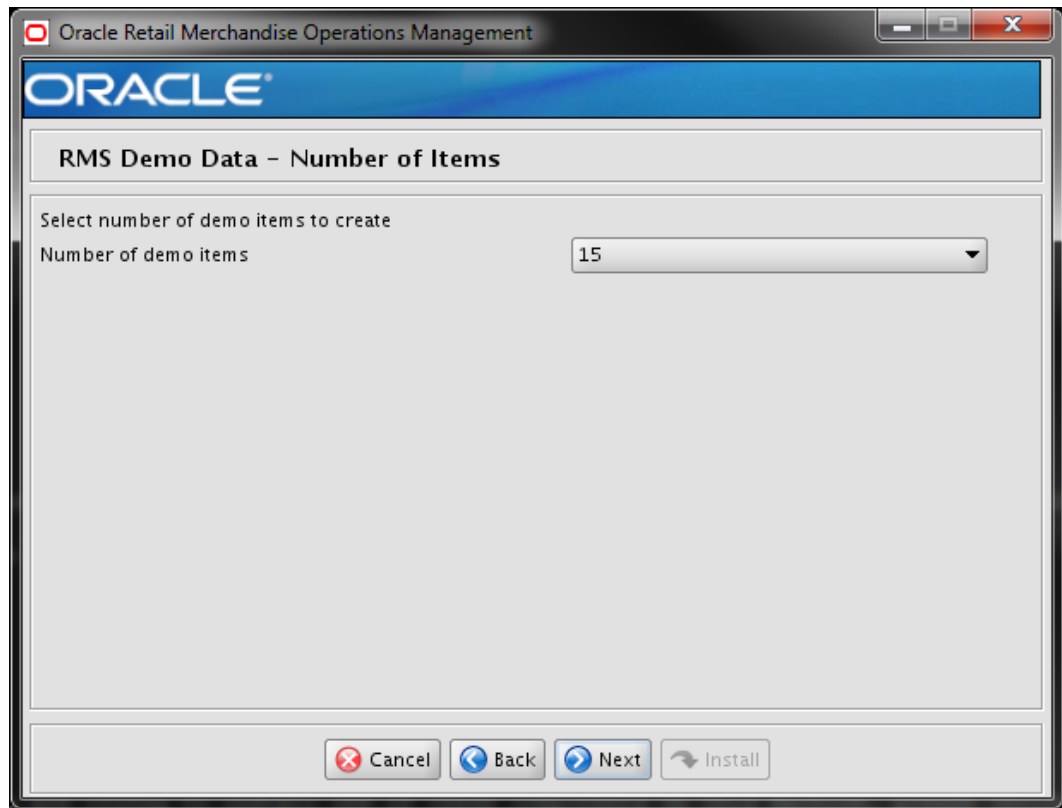 Oracle Retail Merchandise Operations Management
ORACLE®
RMS Demo Data – Number of Items
Select number of demo items to create
Number of demo items 15
Cancel Back Next Install